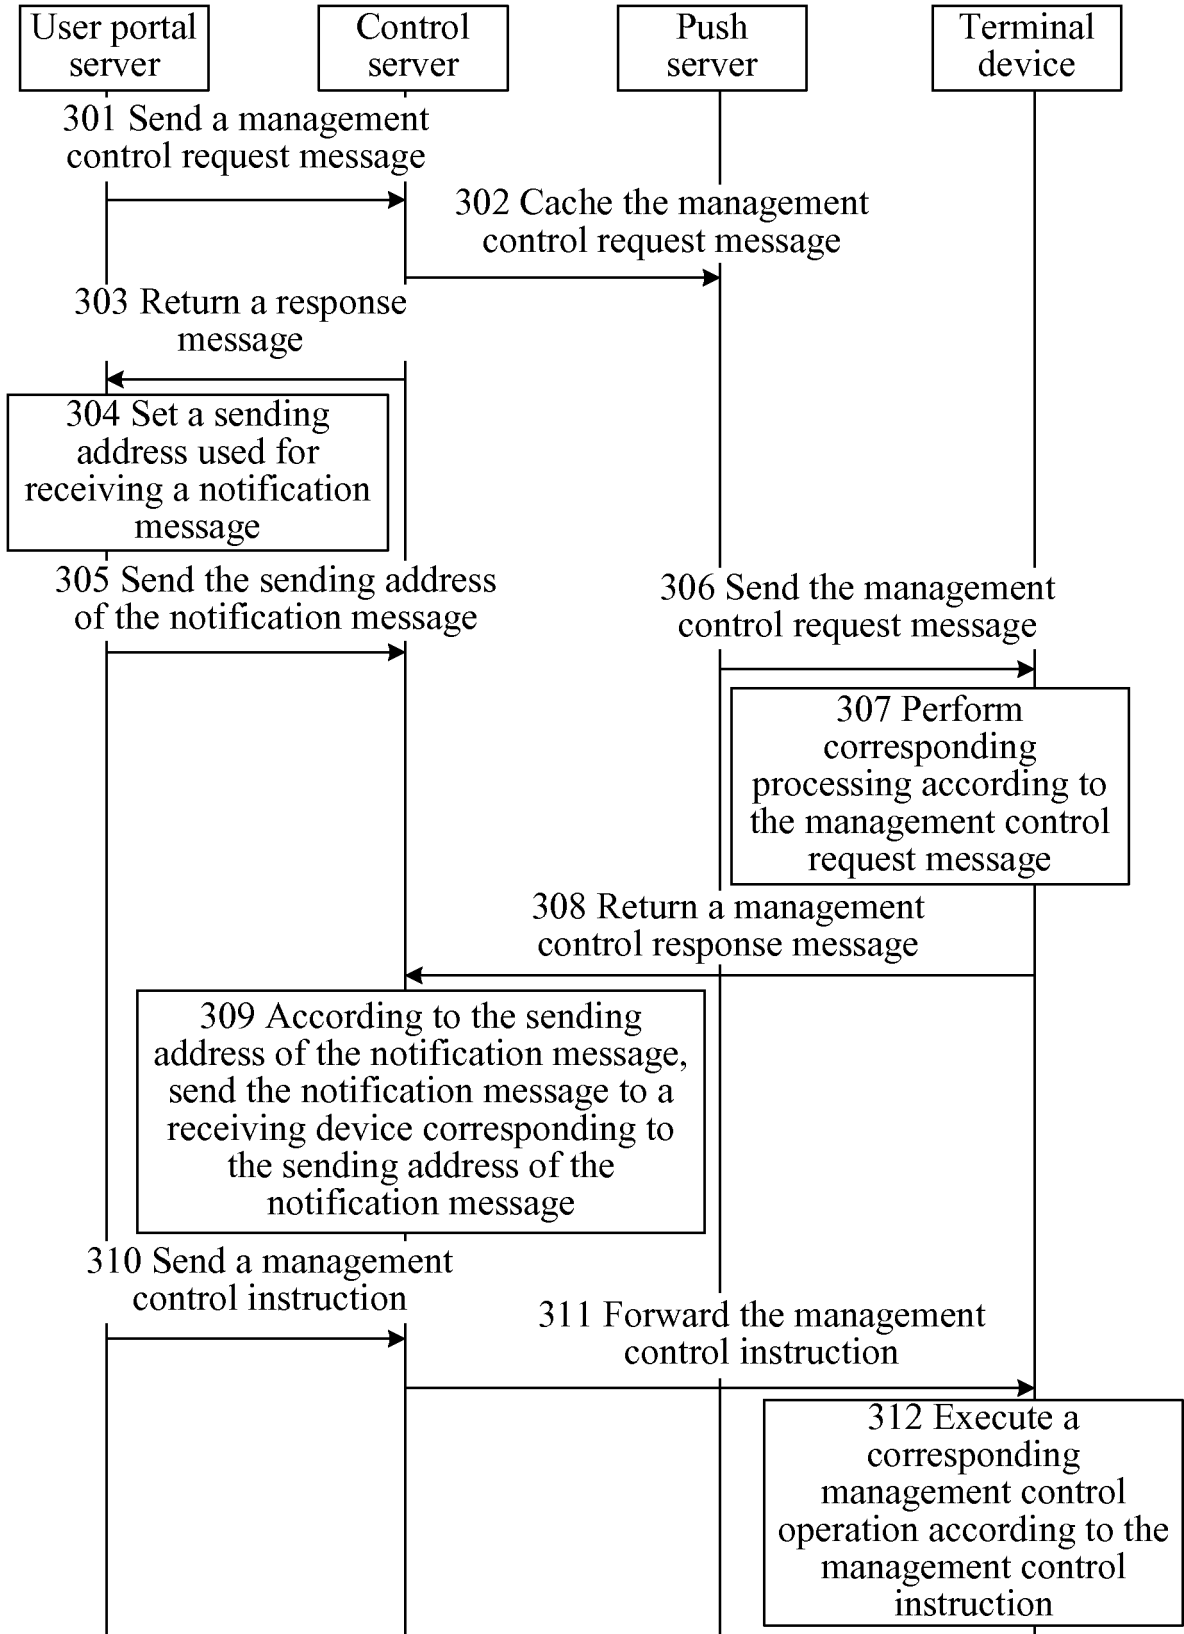 User portal
server
Control
server
Push
server
Terminal
device
301 Send a management
control request message
302 Cache the management
control request message
303 Return a response
message
304 Set a sending
address used for
receiving a notification
message
305 Send the sending address
of the notification message
306 Send the management
control request message
307 Perform
corresponding
processing according to
the management control
request message
308 Return a management
control response message
309 According to the sending
address of the notification message,
send the notification message to a
receiving device corresponding to
the sending address of the
notification message
310 Send a management
control instruction
311 Forward the management
control instruction
312 Execute a
corresponding
management control
operation according to the
management control
instruction